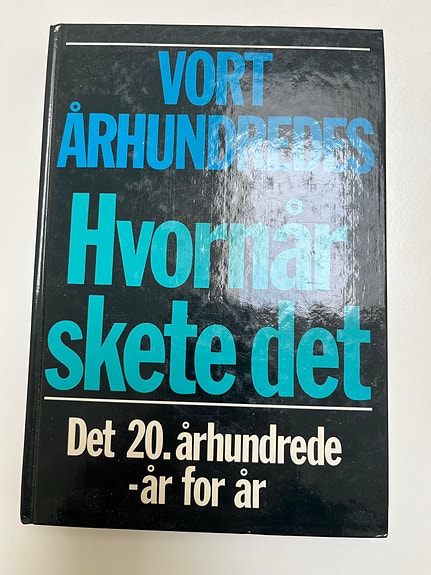 VORT
ÅRHUNDREDES
Hvornår
skete det
Det 20. århundrede
- år for år